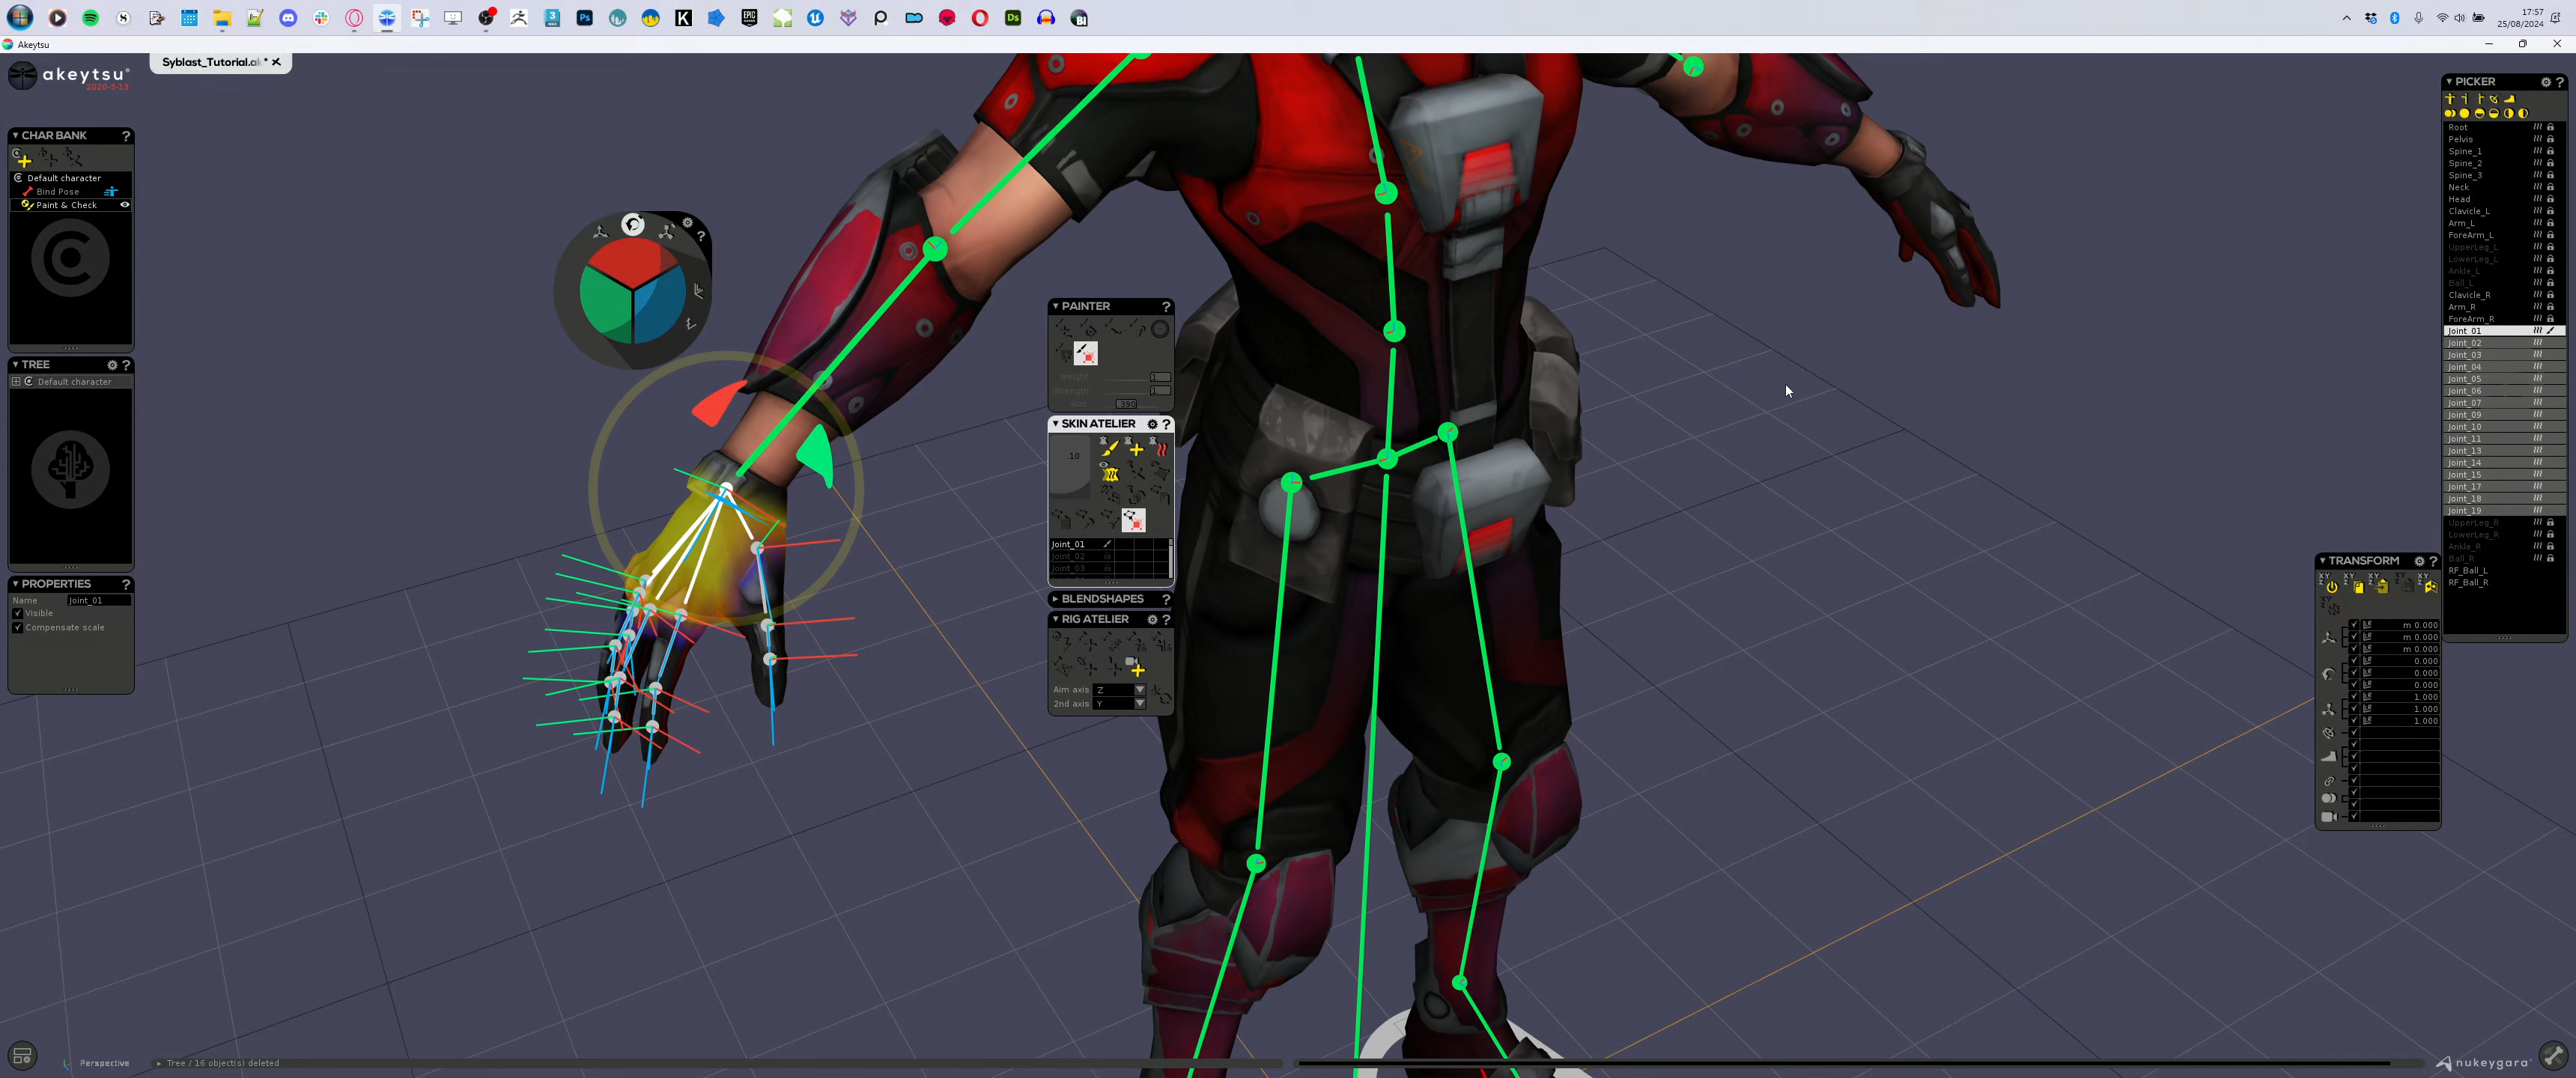 17:57
25/08/2024
Akeytsu
akeytsu
2020-3-13
Syblast_Tutorial.ak *
CHAR BANK ?
Default character
Bind Pose
Paint & Check
TREE ?
Default character
PROPERTIES ?
Name Joint_01
Visible
Compensate scale
PAINTER ?
Weight 1
Strength 1
Size .990
SKIN ATELIER ?
.10
Joint_01
Joint_02
Joint_03
BLENDSHAPES ?
RIG ATELIER ?
Aim axis Z
2nd axis Y
PICKER ?
Root
Pelvis
Spine_1
Spine_2
Spine_3
Neck
Head
Clavicle_L
Arm_L
ForeArm_L
UpperLeg_L
LowerLeg_L
Ankle_L
Ball_L
Clavicle_R
Arm_R
ForeArm_R
Joint_01
Joint_02
Joint_03
Joint_04
Joint_05
Joint_06
Joint_07
Joint_09
Joint_10
Joint_11
Joint_13
Joint_14
Joint_15
Joint_17
Joint_18
Joint_19
UpperLeg_R
LowerLeg_R
Ankle_R
Ball_R
RF_Ball_L
RF_Ball_R
TRANSFORM ?
m 0.000
m 0.000
m 0.000
0.000
0.000
0.000
1.000
1.000
1.000
Perspective
Tree / 16 object(s) deleted
nukeygara